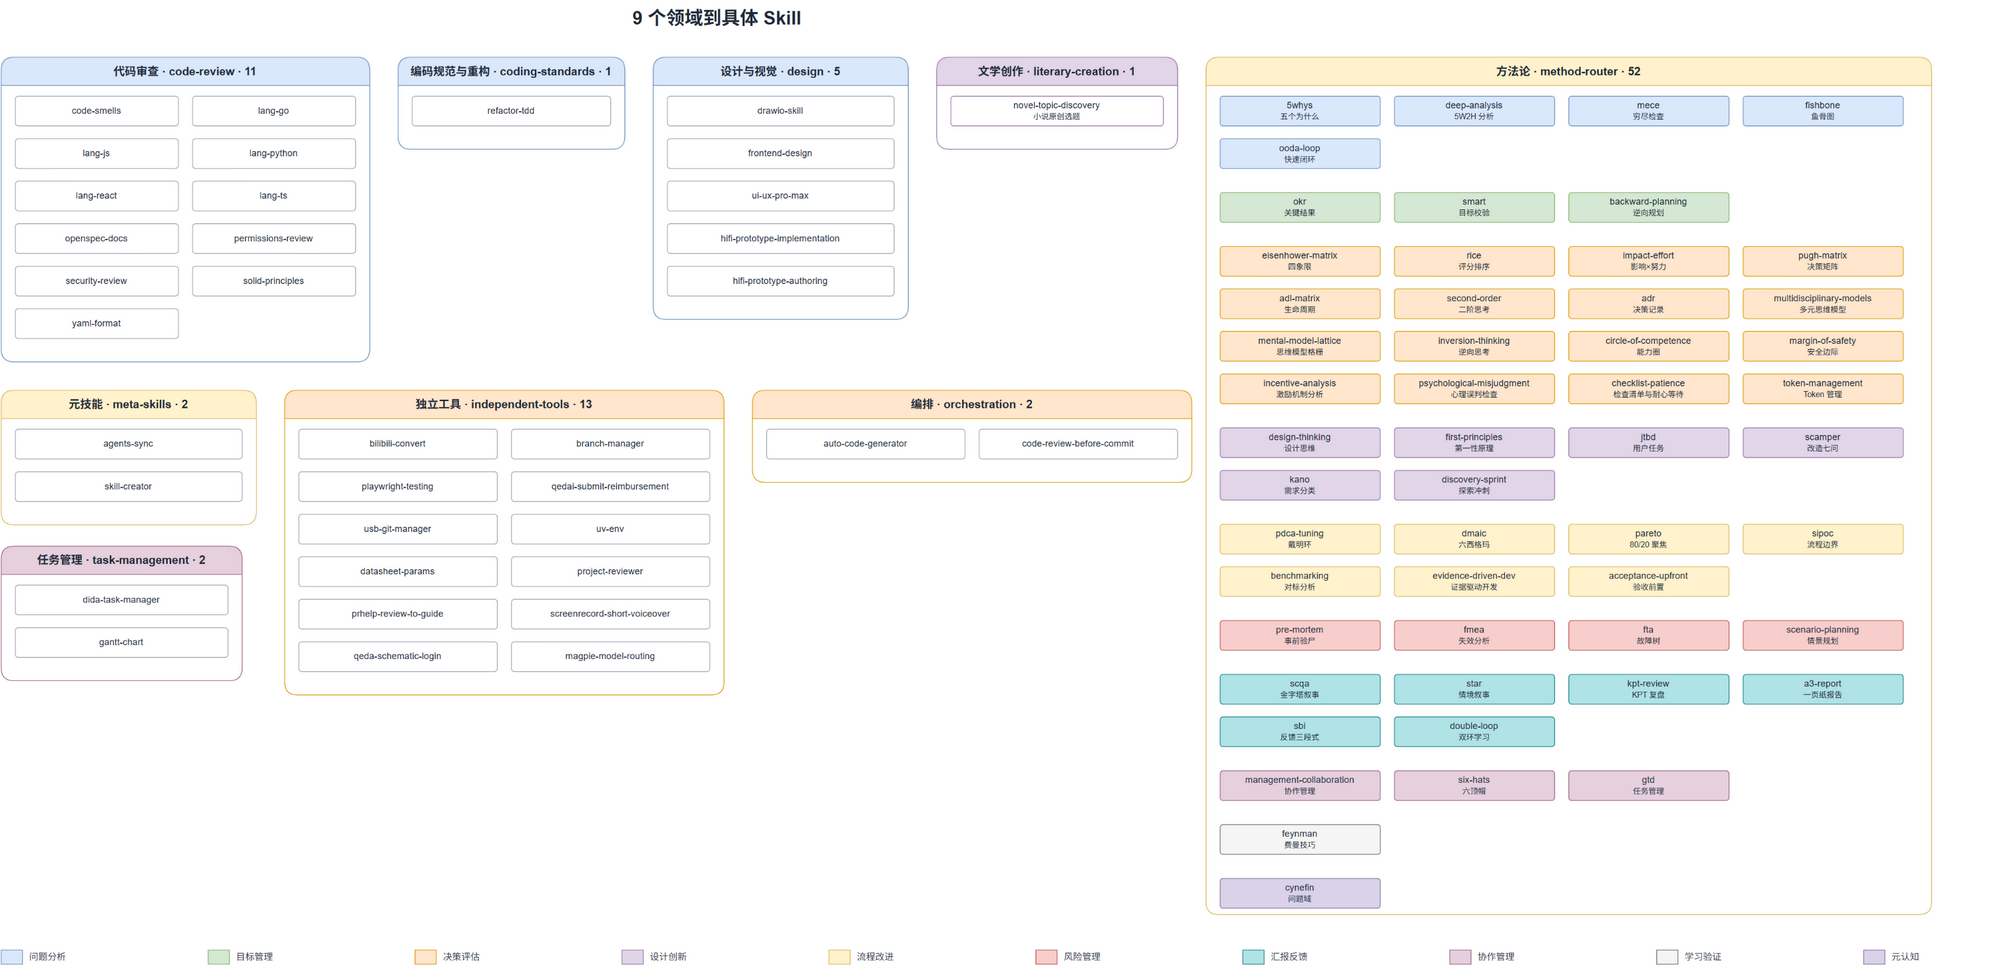 9 个领域到具体 Skill
代码审查 · code-review · 11
code-smells
lang-go
lang-js
lang-python
lang-react
lang-ts
openspec-docs
permissions-review
security-review
solid-principles
yaml-format
编码规范与重构 · coding-standards · 1
refactor-tdd
设计与视觉 · design · 5
drawio-skill
frontend-design
ui-ux-pro-max
hifi-prototype-implementation
hifi-prototype-authoring
文学创作 · literary-creation · 1
novel-topic-discovery
小说原创选题
方法论 · method-router · 52
5whys
五个为什么
deep-analysis
5W2H 分析
mece
穷尽检查
fishbone
鱼骨图
ooda-loop
快速闭环
okr
关键结果
smart
目标校验
backward-planning
逆向规划
eisenhower-matrix
四象限
rice
评分排序
impact-effort
影响×努力
pugh-matrix
决策矩阵
adl-matrix
生命周期
second-order
二阶思考
adr
决策记录
multidisciplinary-models
多元思维模型
mental-model-lattice
思维模型格栅
inversion-thinking
逆向思考
circle-of-competence
能力圈
margin-of-safety
安全边际
incentive-analysis
激励机制分析
psychological-misjudgment
心理误判检查
checklist-patience
检查清单与耐心等待
token-management
Token 管理
design-thinking
设计思维
first-principles
第一性原理
jtbd
用户任务
scamper
改造七问
kano
需求分类
discovery-sprint
探索冲刺
pdca-tuning
戴明环
dmaic
六西格玛
pareto
80/20 聚焦
sipoc
流程边界
benchmarking
对标分析
evidence-driven-dev
证据驱动开发
acceptance-upfront
验收前置
pre-mortem
事前验尸
fmea
失效分析
fta
故障树
scenario-planning
情景规划
scqa
金字塔叙事
star
情境叙事
kpt-review
KPT 复盘
a3-report
一页纸报告
sbi
反馈三段式
double-loop
双环学习
management-collaboration
协作管理
six-hats
六顶帽
gtd
任务管理
feynman
费曼技巧
cynefin
问题域
元技能 · meta-skills · 2
agents-sync
skill-creator
独立工具 · independent-tools · 13
bilibili-convert
branch-manager
playwright-testing
qedai-submit-reimbursement
usb-git-manager
uv-env
datasheet-params
project-reviewer
prhelp-review-to-guide
screenrecord-short-voiceover
qeda-schematic-login
magpie-model-routing
编排 · orchestration · 2
auto-code-generator
code-review-before-commit
任务管理 · task-management · 2
dida-task-manager
gantt-chart
问题分析
目标管理
决策评估
设计创新
流程改进
风险管理
汇报反馈
协作管理
学习验证
元认知